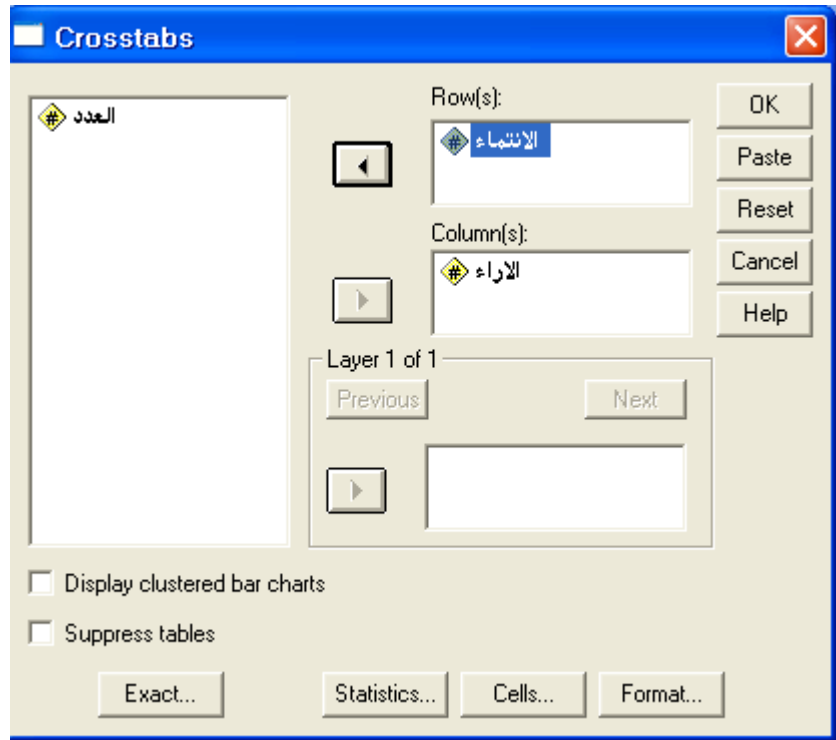 Crosstabs
العدد
Row(s):
الانتماء
Column(s):
الاراء
OK
Paste
Reset
Cancel
Help
Layer 1 of 1
Previous
Next
Display clustered bar charts
Suppress tables
Exact...
Statistics...
Cells...
Format...